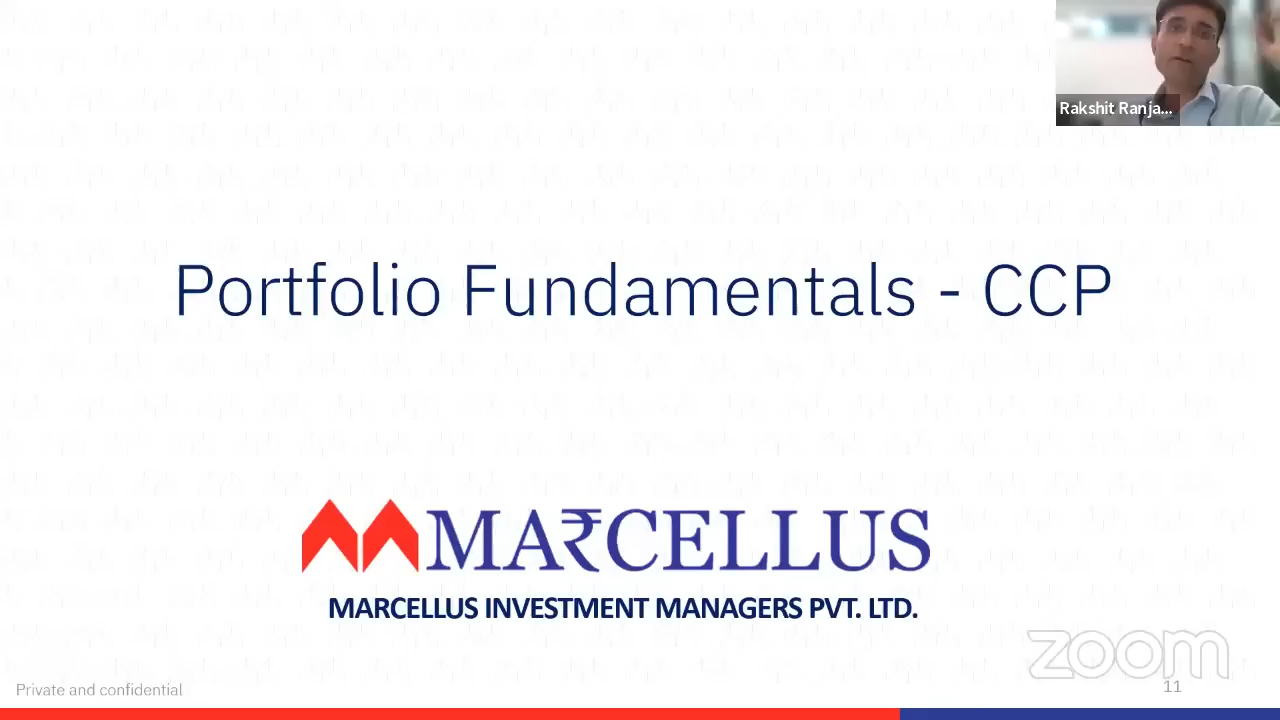 Rakshit Ranja...
Portfolio Fundamentals - CCP
MA₹CELLUS
MARCELLUS INVESTMENT MANAGERS PVT. LTD.
zoom
Private and confidential
11